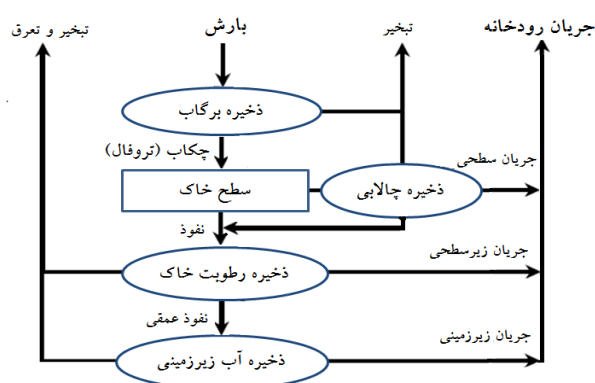 جریان رودخانه
تبخیر
بارش
تبخیر و تعرق
ذخیره برگاب
چکاب (تروفال)
جریان سطحی
ذخیره چالابی
سطح خاک
نفوذ
جریان زیرسطحی
ذخیره رطوبت خاک
نفوذ عمقی
جریان زیرزمینی
ذخیره آب زیرزمینی